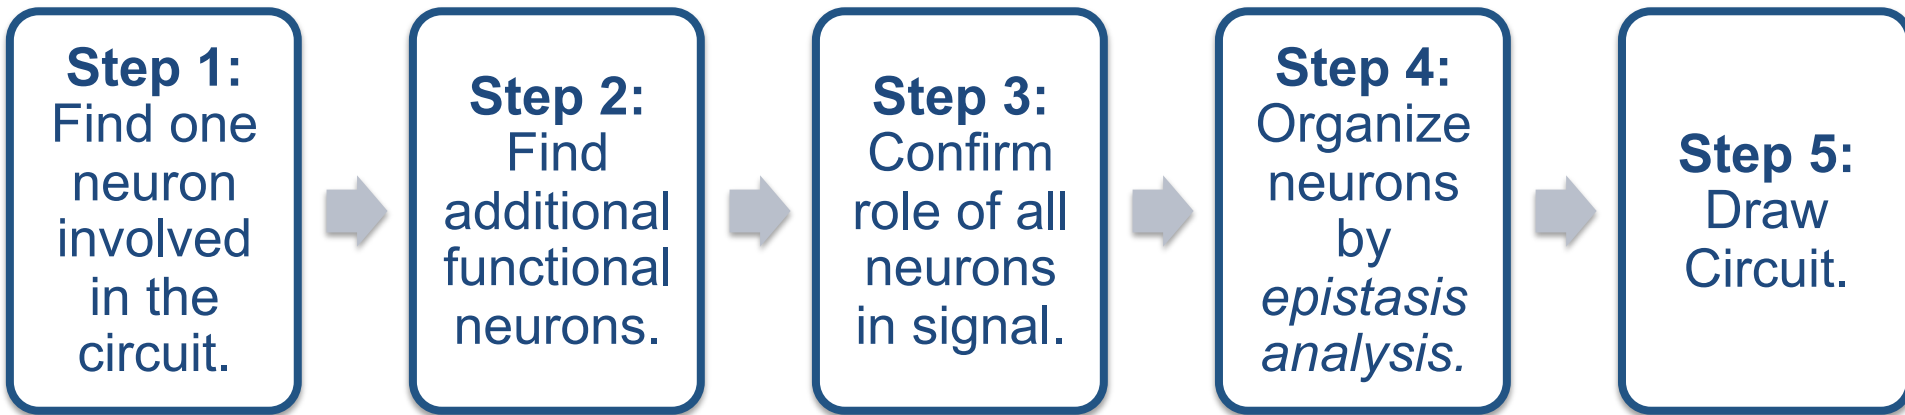 Step 1:
Find one
neuron
involved
in the
circuit.
Step 2:
Find
additional
functional
neurons.
Step 3:
Confirm
role of all
neurons
in signal.
Step 4:
Organize
neurons
by
epistasis
analysis.
Step 5:
Draw
Circuit.